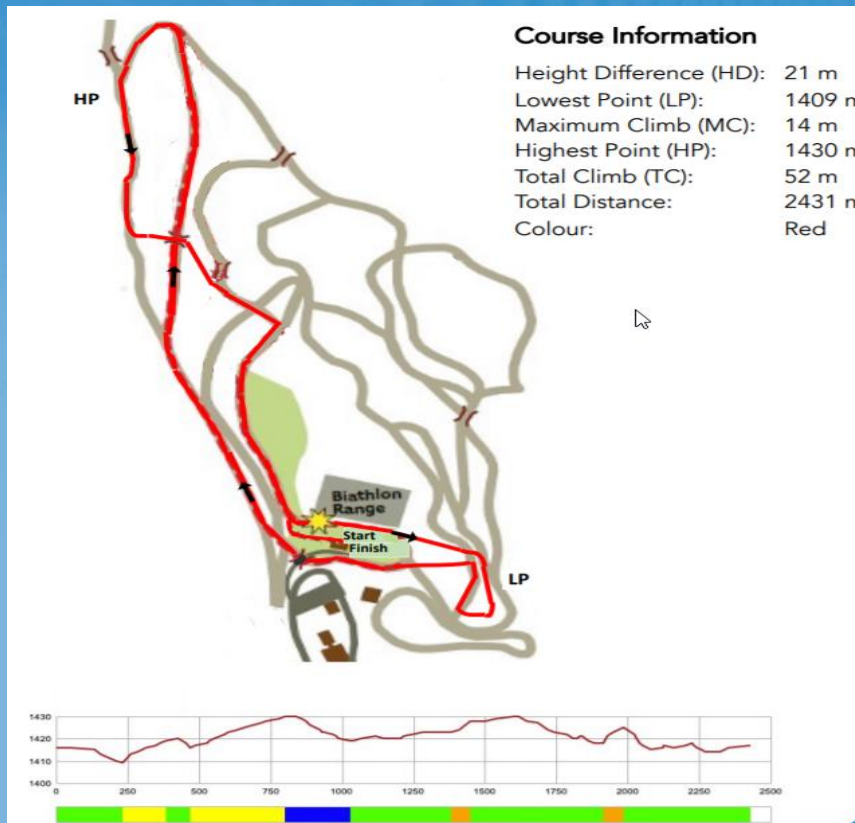 Course Information
Height Difference (HD): 21 m
Lowest Point (LP): 1409 m
Maximum Climb (MC): 14 m
Highest Point (HP): 1430 m
Total Climb (TC): 52 m
Total Distance: 2431 m
Colour: Red
HP
Biathlon
Range
Start
Finish
LP
1430
1420
1410
1400
0 250 500 750 1000 1250 1500 1750 2000 2250 2500